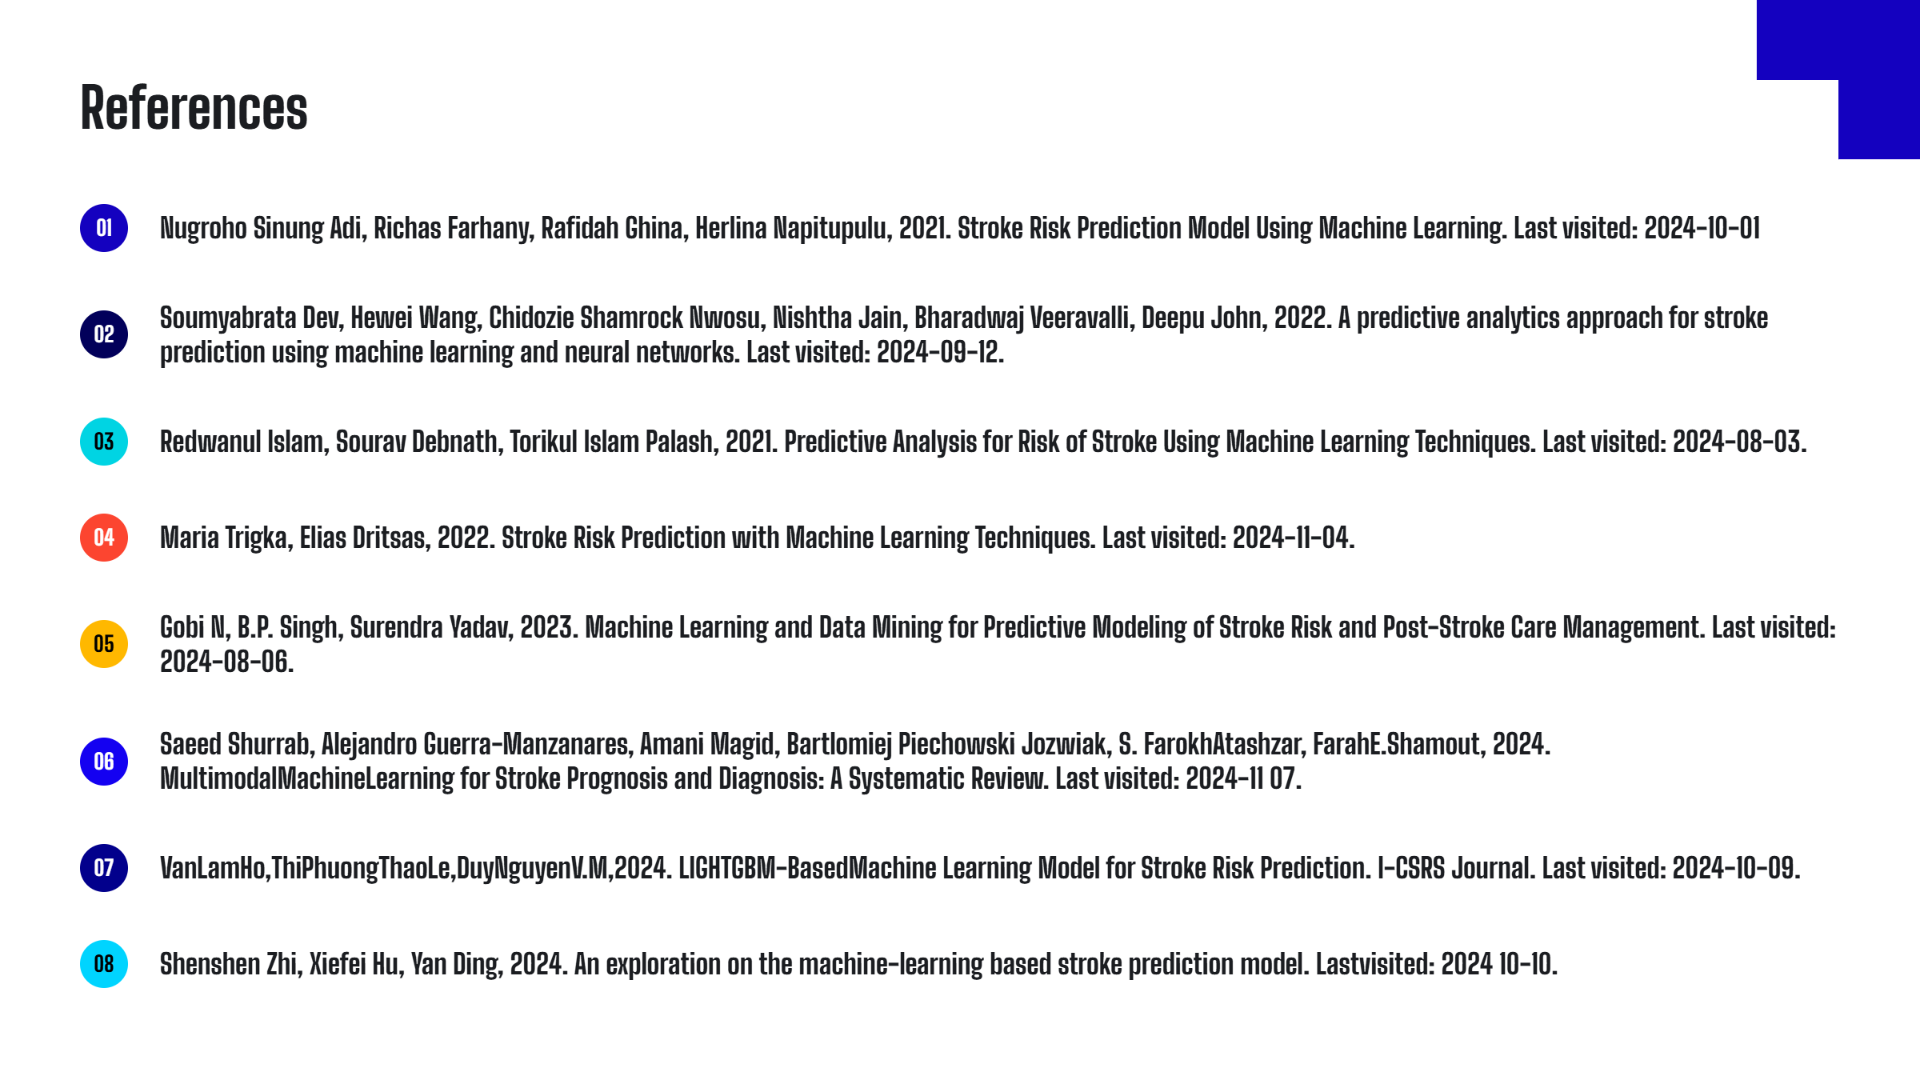 References
01
Nugroho Sinung Adi, Richas Farhany, Rafidah Ghina, Herlina Napitupulu, 2021. Stroke Risk Prediction Model Using Machine Learning. Last visited: 2024-10-01
02
Soumyabrata Dev, Hewei Wang, Chidozie Shamrock Nwosu, Nishtha Jain, Bharadwaj Veeravalli, Deepu John, 2022. A predictive analytics approach for stroke
prediction using machine learning and neural networks. Last visited: 2024-09-12.
03
Redwanul Islam, Sourav Debnath, Torikul Islam Palash, 2021. Predictive Analysis for Risk of Stroke Using Machine Learning Techniques. Last visited: 2024-08-03.
04
Maria Trigka, Elias Dritsas, 2022. Stroke Risk Prediction with Machine Learning Techniques. Last visited: 2024-11-04.
05
Gobi N, B.P. Singh, Surendra Yadav, 2023. Machine Learning and Data Mining for Predictive Modeling of Stroke Risk and Post-Stroke Care Management. Last visited:
2024-08-06.
06
Saeed Shurrab, Alejandro Guerra-Manzanares, Amani Magid, Bartlomiej Piechowski Jozwiak, S. FarokhAtashzar, FarahE.Shamout, 2024.
MultimodalMachineLearning for Stroke Prognosis and Diagnosis: A Systematic Review. Last visited: 2024-11 07.
07
VanLamHo,ThiPhuongThaoLe,DuyNguyenV.M,2024. LIGHTGBM-BasedMachine Learning Model for Stroke Risk Prediction. I-CSRS Journal. Last visited: 2024-10-09.
08
Shenshen Zhi, Xiefei Hu, Yan Ding, 2024. An exploration on the machine-learning based stroke prediction model. Lastvisited: 2024 10-10.